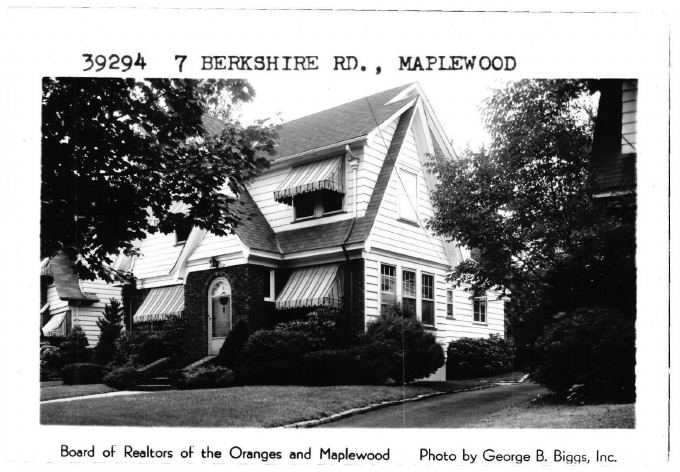 39294 7 BERKSHIRE RD., MAPLEWOOD
Board of Realtors of the Oranges and Maplewood Photo by George B. Biggs, Inc.